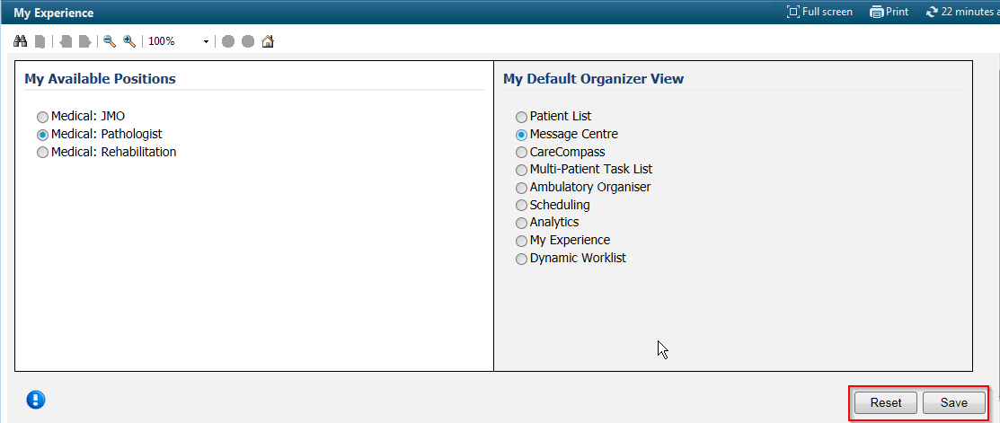 My Experience
Full screen Print 22 minutes a
100%
My Available Positions
Medical: JMO
Medical: Pathologist
Medical: Rehabilitation
My Default Organizer View
Patient List
Message Centre
CareCompass
Multi-Patient Task List
Ambulatory Organiser
Scheduling
Analytics
My Experience
Dynamic Worklist
Reset Save